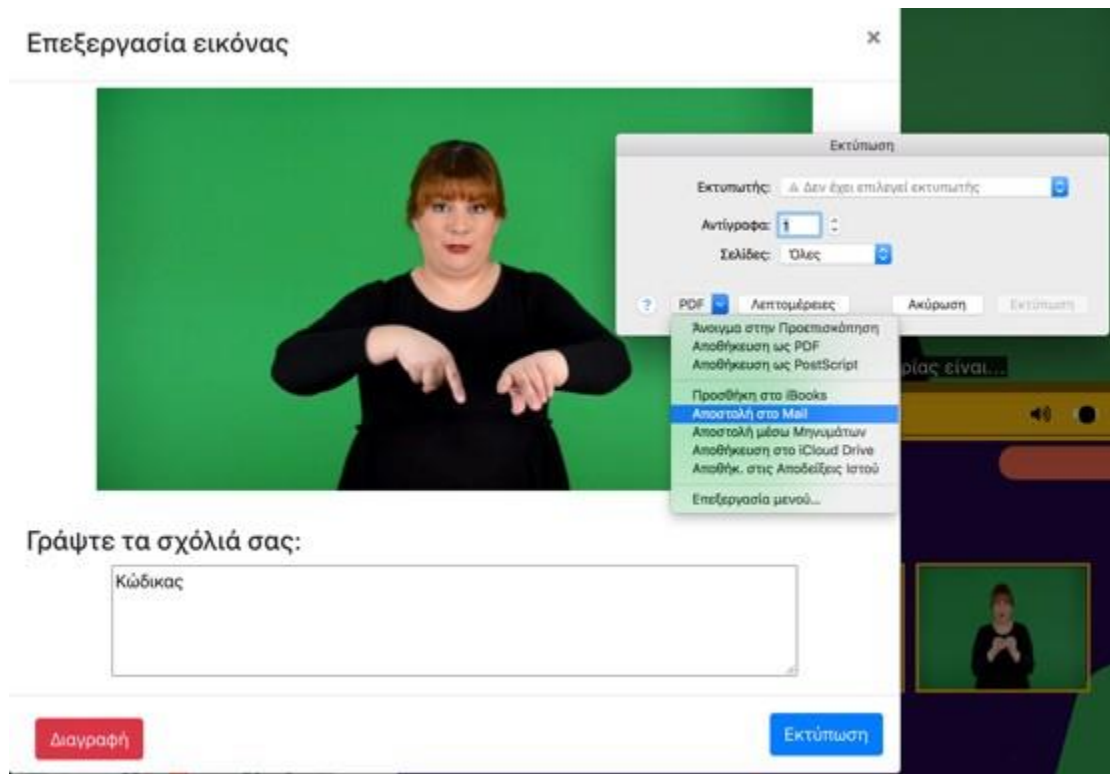 Επεξεργασία εικόνας
×
Εκτύπωση
Εκτυπωτής: Δεν έχει επιλεγεί εκτυπωτής
Αντίγραφα: 1
Σελίδες: Όλες
? PDF Λεπτομέρειες Ακύρωση Εκτύπωση
Άνοιγμα στην Προεπισκόπηση
Αποθήκευση ως PDF
Αποθήκευση ως PostScript
ρίας είναι...
Προσθήκη στο iBooks
Αποστολή στο Mail
Αποστολή μέσω Μηνυμάτων
Αποθήκευση στο iCloud Drive
Αποθήκ. στις Αποδείξεις Ιστού
Επεξεργασία μενού...
Γράψτε τα σχόλιά σας:
Κώδικας
Διαγραφή
Εκτύπωση